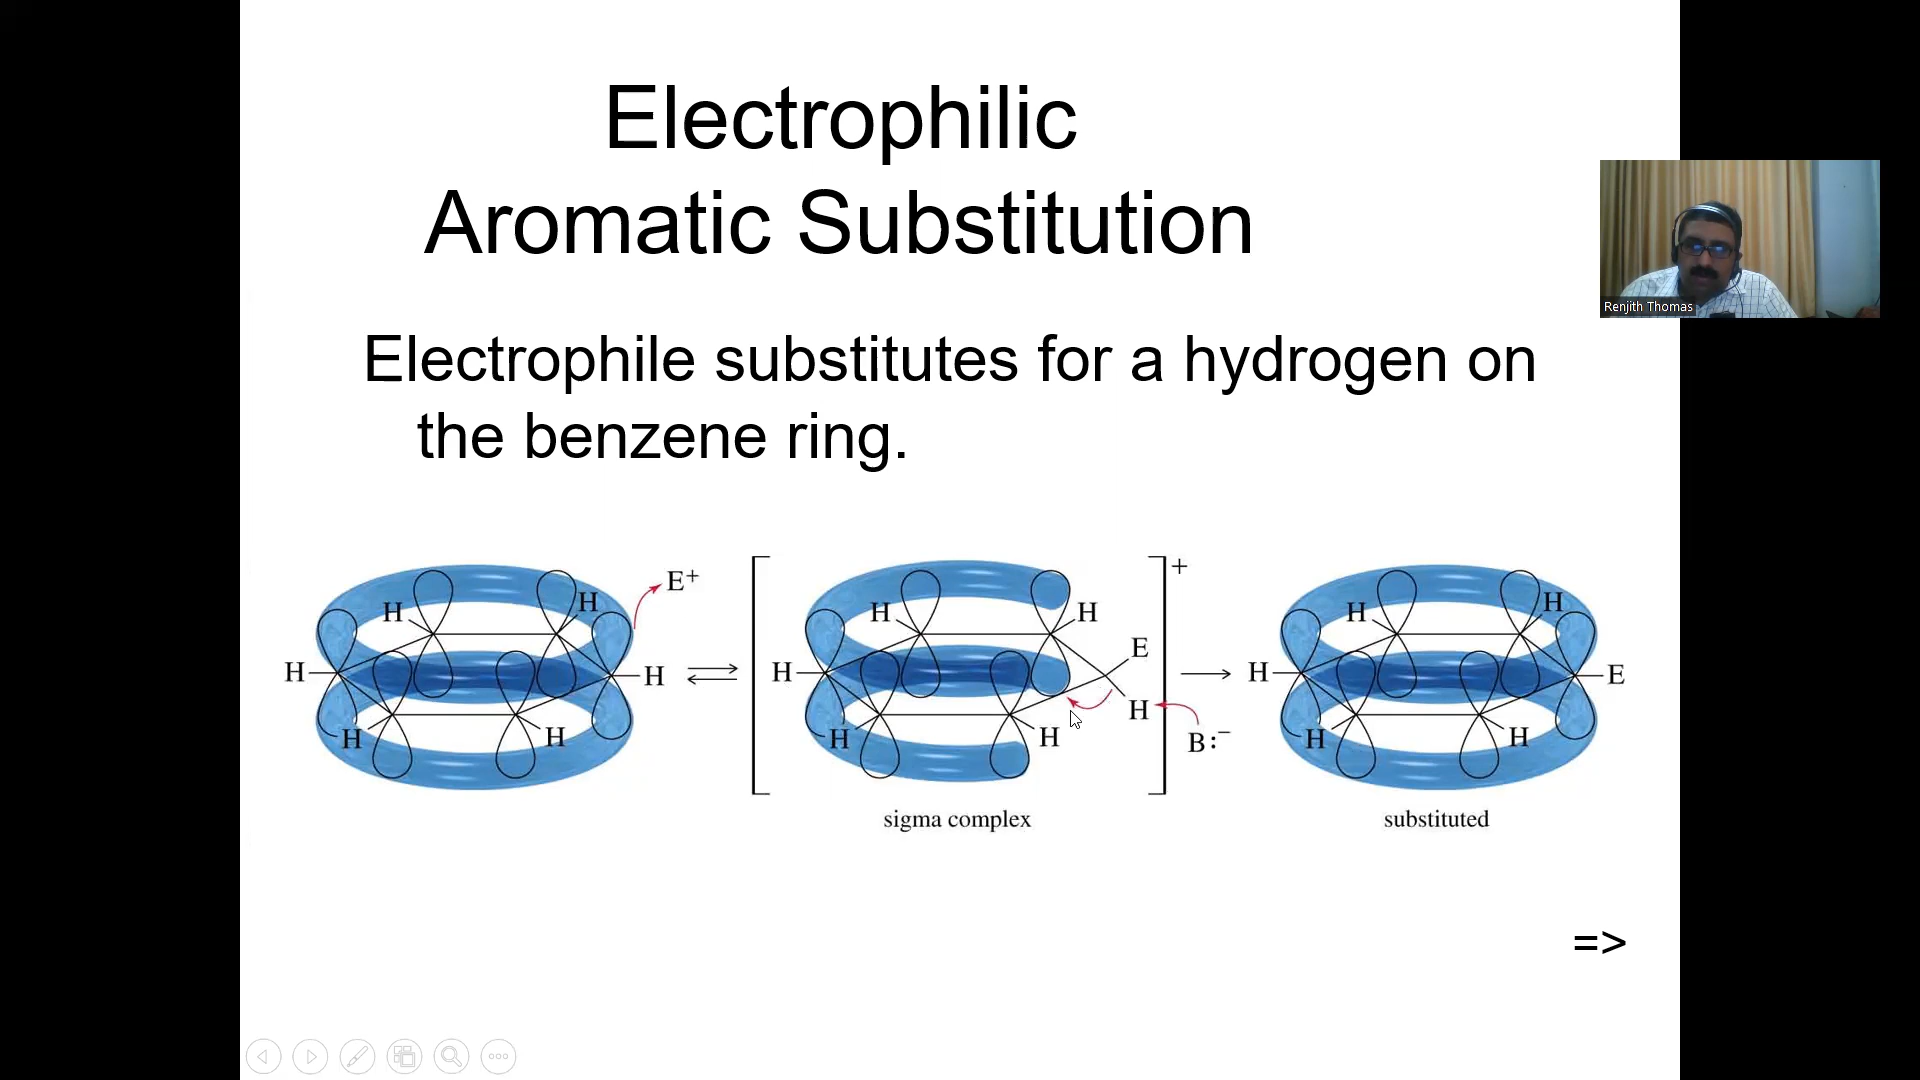 Electrophilic
Aromatic Substitution
Renjith Thomas
Electrophile substitutes for a hydrogen on
the benzene ring.
H H H H H H E+
[ H H H H H E H ]+
B:−
H H H H H E
sigma complex
substituted
=>